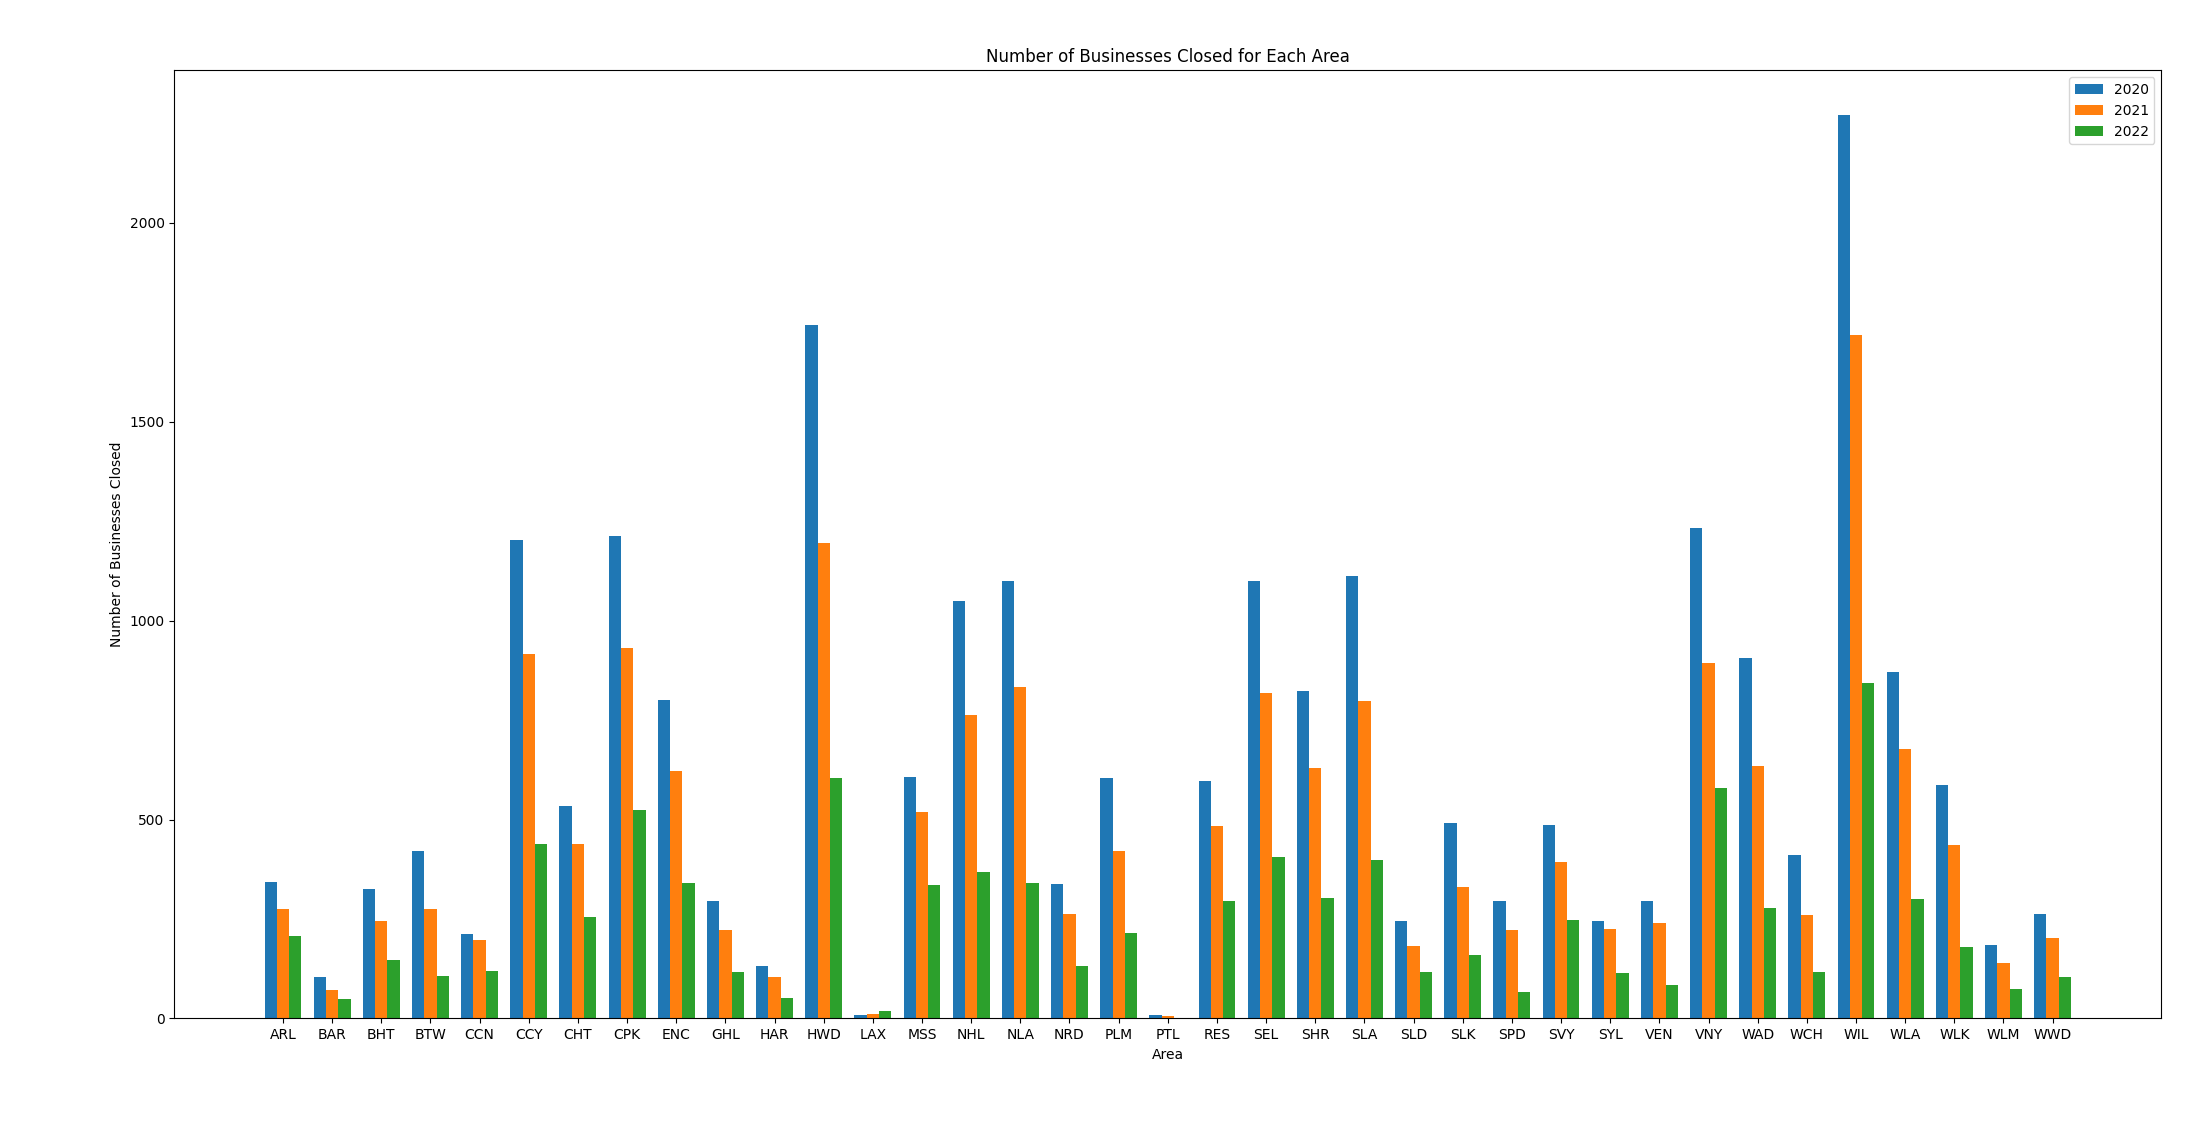 Number of Businesses Closed for Each Area
2020
2021
2022
2000
1500
1000
500
0
Number of Businesses Closed
ARL BAR BHT BTW CCN CCY CHT CPK ENC GHL HAR HWD LAX MSS NHL NLA NRD PLM PTL RES SEL SHR SLA SLD SLK SPD SVY SYL VEN VNY WAD WCH WIL WLA WLK WLM WWD
Area